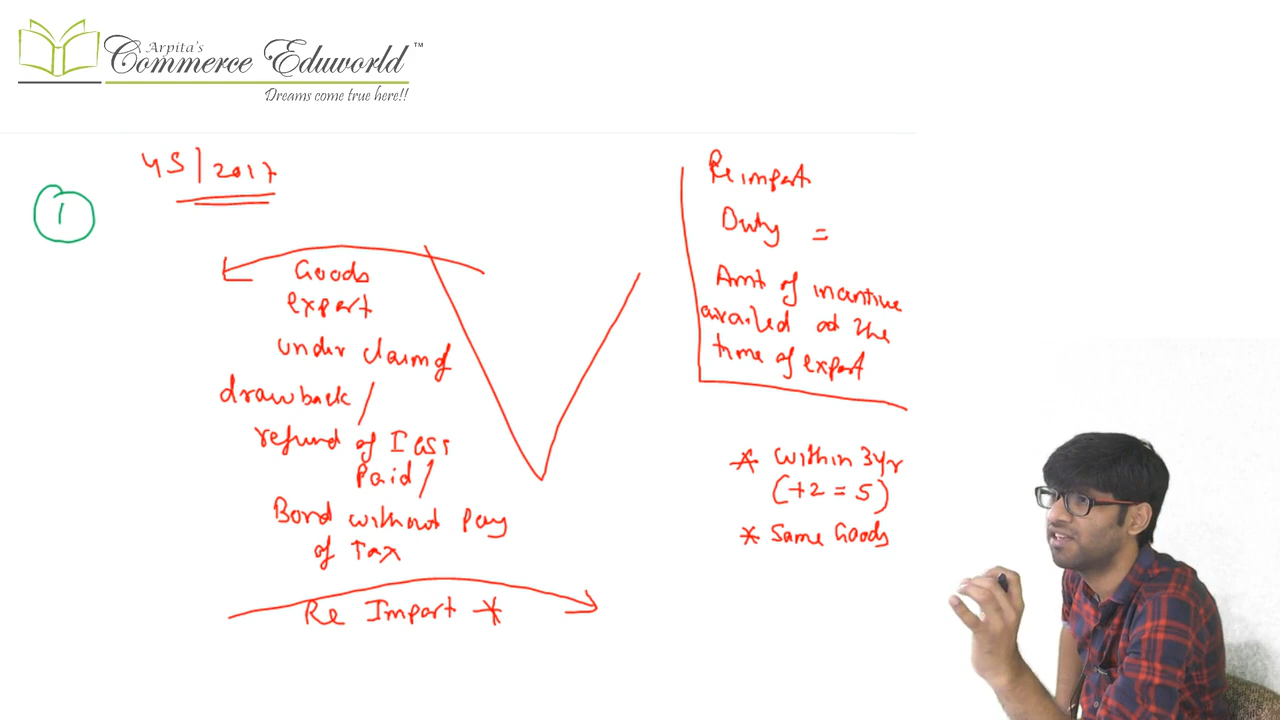 Arpita's
Commerce Eduworld™
Dreams come true here!!
45/2017
1
Goods
export
under claim of
drawback /
refund of IGST
Paid /
Bond without pay
of Tax
Re Import *
Re import
Duty =
Amt of incentive
availed at the
time of export
* within 3yr
(+2 = 5)
* Same Goods